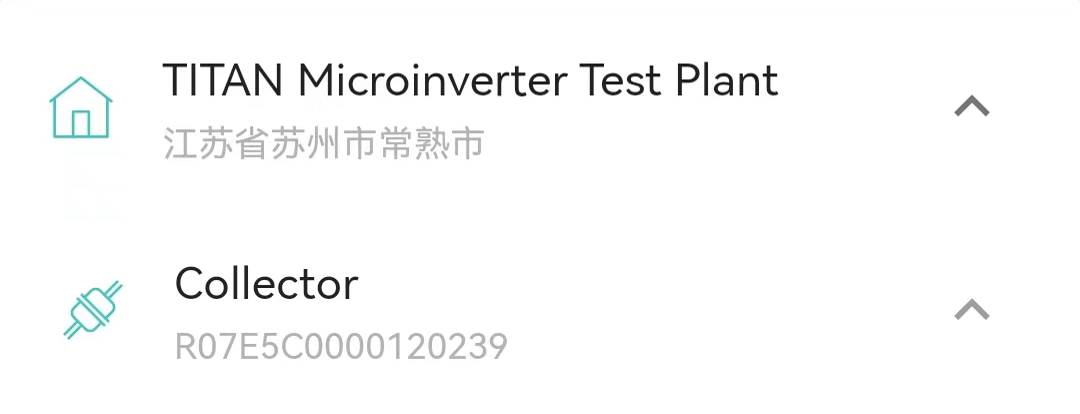 TITAN Microinverter Test Plant
江苏省苏州市常熟市
Collector
R07E5C0000120239